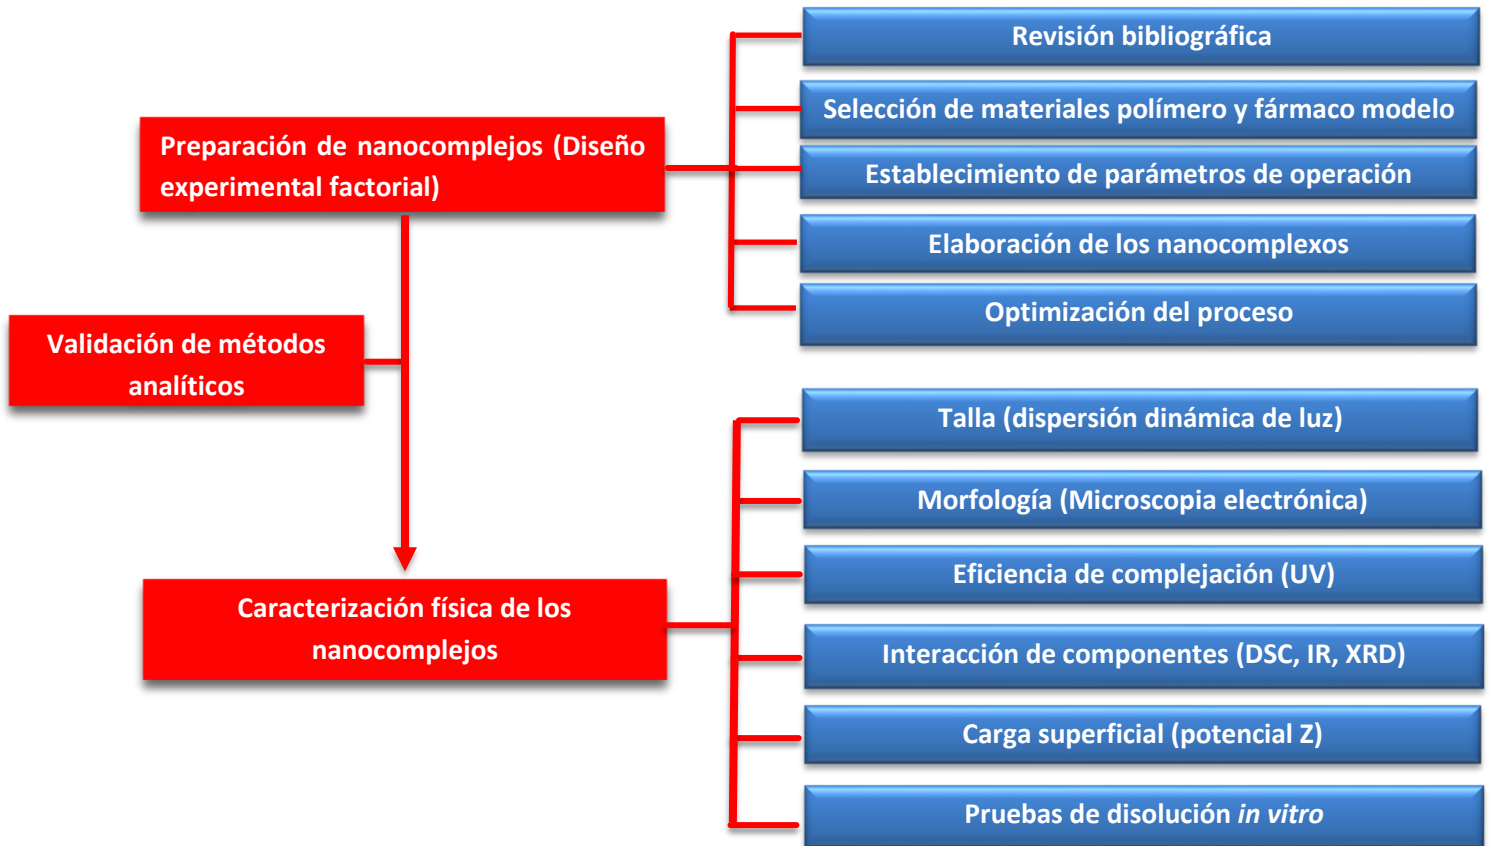 Revisión bibliográfica
Selección de materiales polímero y fármaco modelo
Preparación de nanocomplejos (Diseño
experimental factorial)
Establecimiento de parámetros de operación
Elaboración de los nanocomplexos
Optimización del proceso
Validación de métodos
analíticos
Talla (dispersión dinámica de luz)
Morfología (Microscopia electrónica)
Eficiencia de complejación (UV)
Caracterización física de los
nanocomplejos
Interacción de componentes (DSC, IR, XRD)
Carga superficial (potencial Z)
Pruebas de disolución in vitro